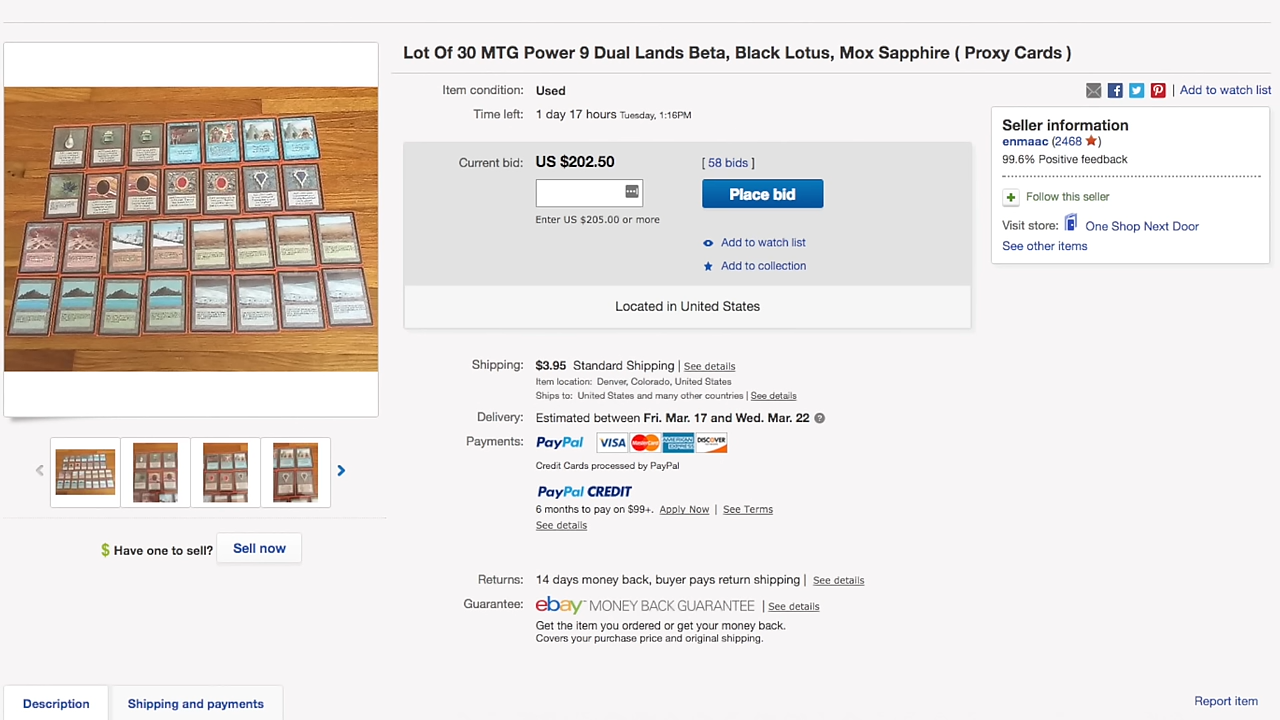 Lot Of 30 MTG Power 9 Dual Lands Beta, Black Lotus, Mox Sapphire ( Proxy Cards )
Item condition: Used
Time left: 1 day 17 hours Tuesday, 1:16PM
Current bid: US $202.50 [ 58 bids ]
Place bid
Enter US $205.00 or more
Add to watch list
Add to collection
Located in United States
Shipping: $3.95 Standard Shipping | See details
Item location: Denver, Colorado, United States
Ships to: United States and many other countries | See details
Delivery: Estimated between Fri. Mar. 17 and Wed. Mar. 22 ?
Payments: PayPal VISA MasterCard AMERICAN EXPRESS DISCOVER
Credit Cards processed by PayPal
PayPal CREDIT
6 months to pay on $99+. Apply Now | See Terms
See details
Returns: 14 days money back, buyer pays return shipping | See details
Guarantee: ebay MONEY BACK GUARANTEE | See details
Get the item you ordered or get your money back.
Covers your purchase price and original shipping.
| Add to watch list
Seller information
enmaac (2468 )
99.6% Positive feedback
Follow this seller
Visit store: One Shop Next Door
See other items
$ Have one to sell? Sell now
Description
Shipping and payments
Report item